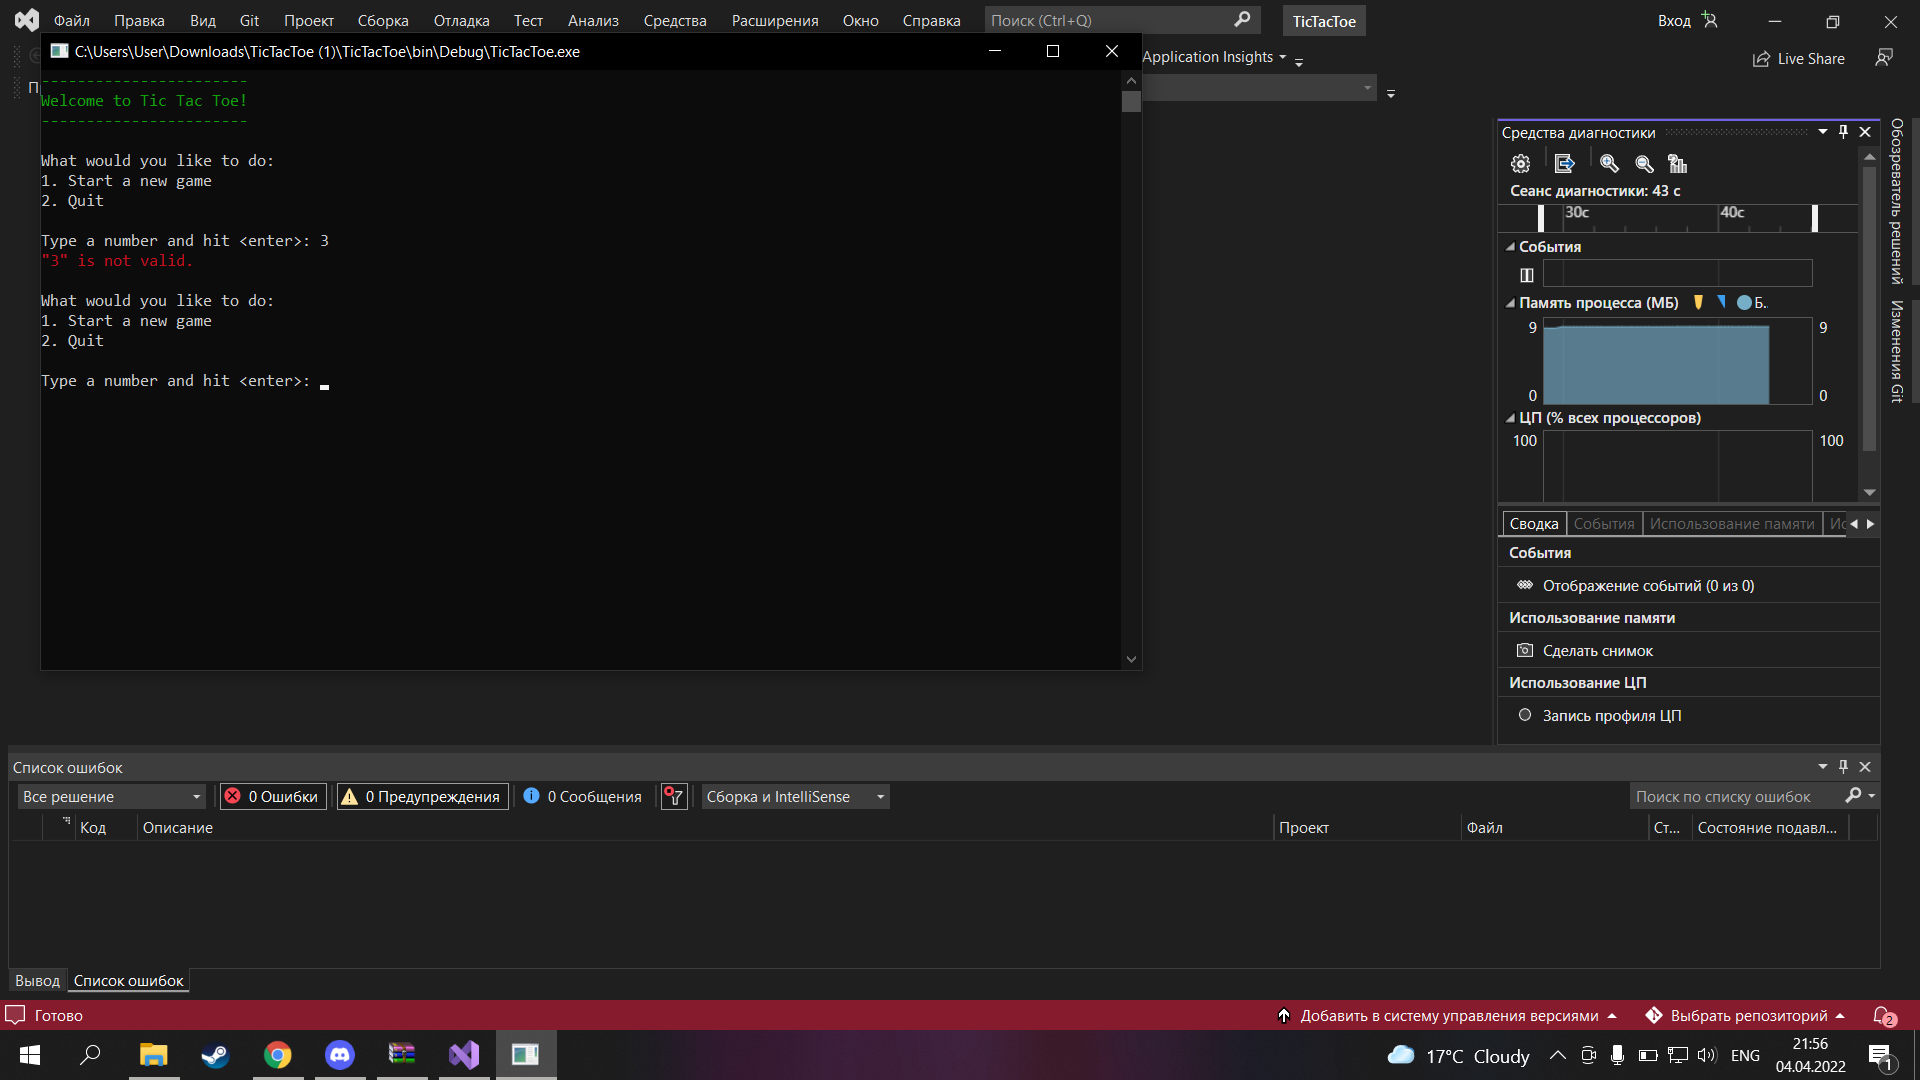 Файл Правка Вид Git Проект Сборка Отладка Тест Анализ Средства Расширения Окно Справка Поиск (Ctrl+Q) TicTacToe Вход
C:\Users\User\Downloads\TicTacToe (1)\TicTacToe\bin\Debug\TicTacToe.exe
Application Insights
Live Share
П
-----------------------
Welcome to Tic Tac Toe!
-----------------------
What would you like to do:
1. Start a new game
2. Quit
Type a number and hit <enter>: 3
"3" is not valid.
What would you like to do:
1. Start a new game
2. Quit
Type a number and hit <enter>:
Средства диагностики
Сеанс диагностики: 43 с
30с 40с
События
Память процесса (МБ) Б..
9 9
0 0
ЦП (% всех процессоров)
100 100
Сводка События Использование памяти Ис
События
Отображение событий (0 из 0)
Использование памяти
Сделать снимок
Использование ЦП
Запись профиля ЦП
Обозреватель решений
Изменения Git
Список ошибок
Все решение 0 Ошибки 0 Предупреждения 0 Сообщения Сборка и IntelliSense Поиск по списку ошибок
Код Описание Проект Файл Ст... Состояние подавл...
Вывод Список ошибок
Готово Добавить в систему управления версиями Выбрать репозиторий 2
17°C Cloudy ENG 21:56
04.04.2022 1